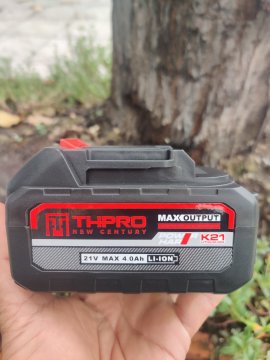 THPRO
NEW CENTURY
MAX OUTPUT
K21
21V MAX 4.0Ah LI-ION